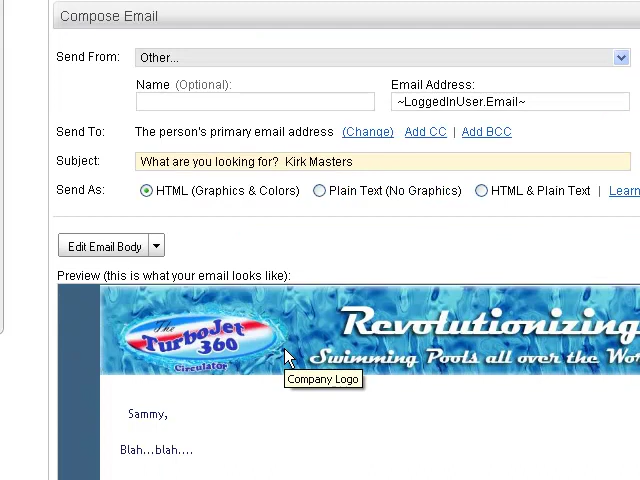 Compose Email
Send From: Other...
Name (Optional): Email Address:
~LoggedInUser.Email~
Send To: The person's primary email address (Change) Add CC | Add BCC
Subject: What are you looking for? Kirk Masters
Send As: HTML (Graphics & Colors) Plain Text (No Graphics) HTML & Plain Text | Learn
Edit Email Body
Preview (this is what your email looks like):
The
TurboJet
360
Circulator
Revolutionizing
Swimming Pools all over the Wo
Company Logo
Sammy,
Blah...blah....